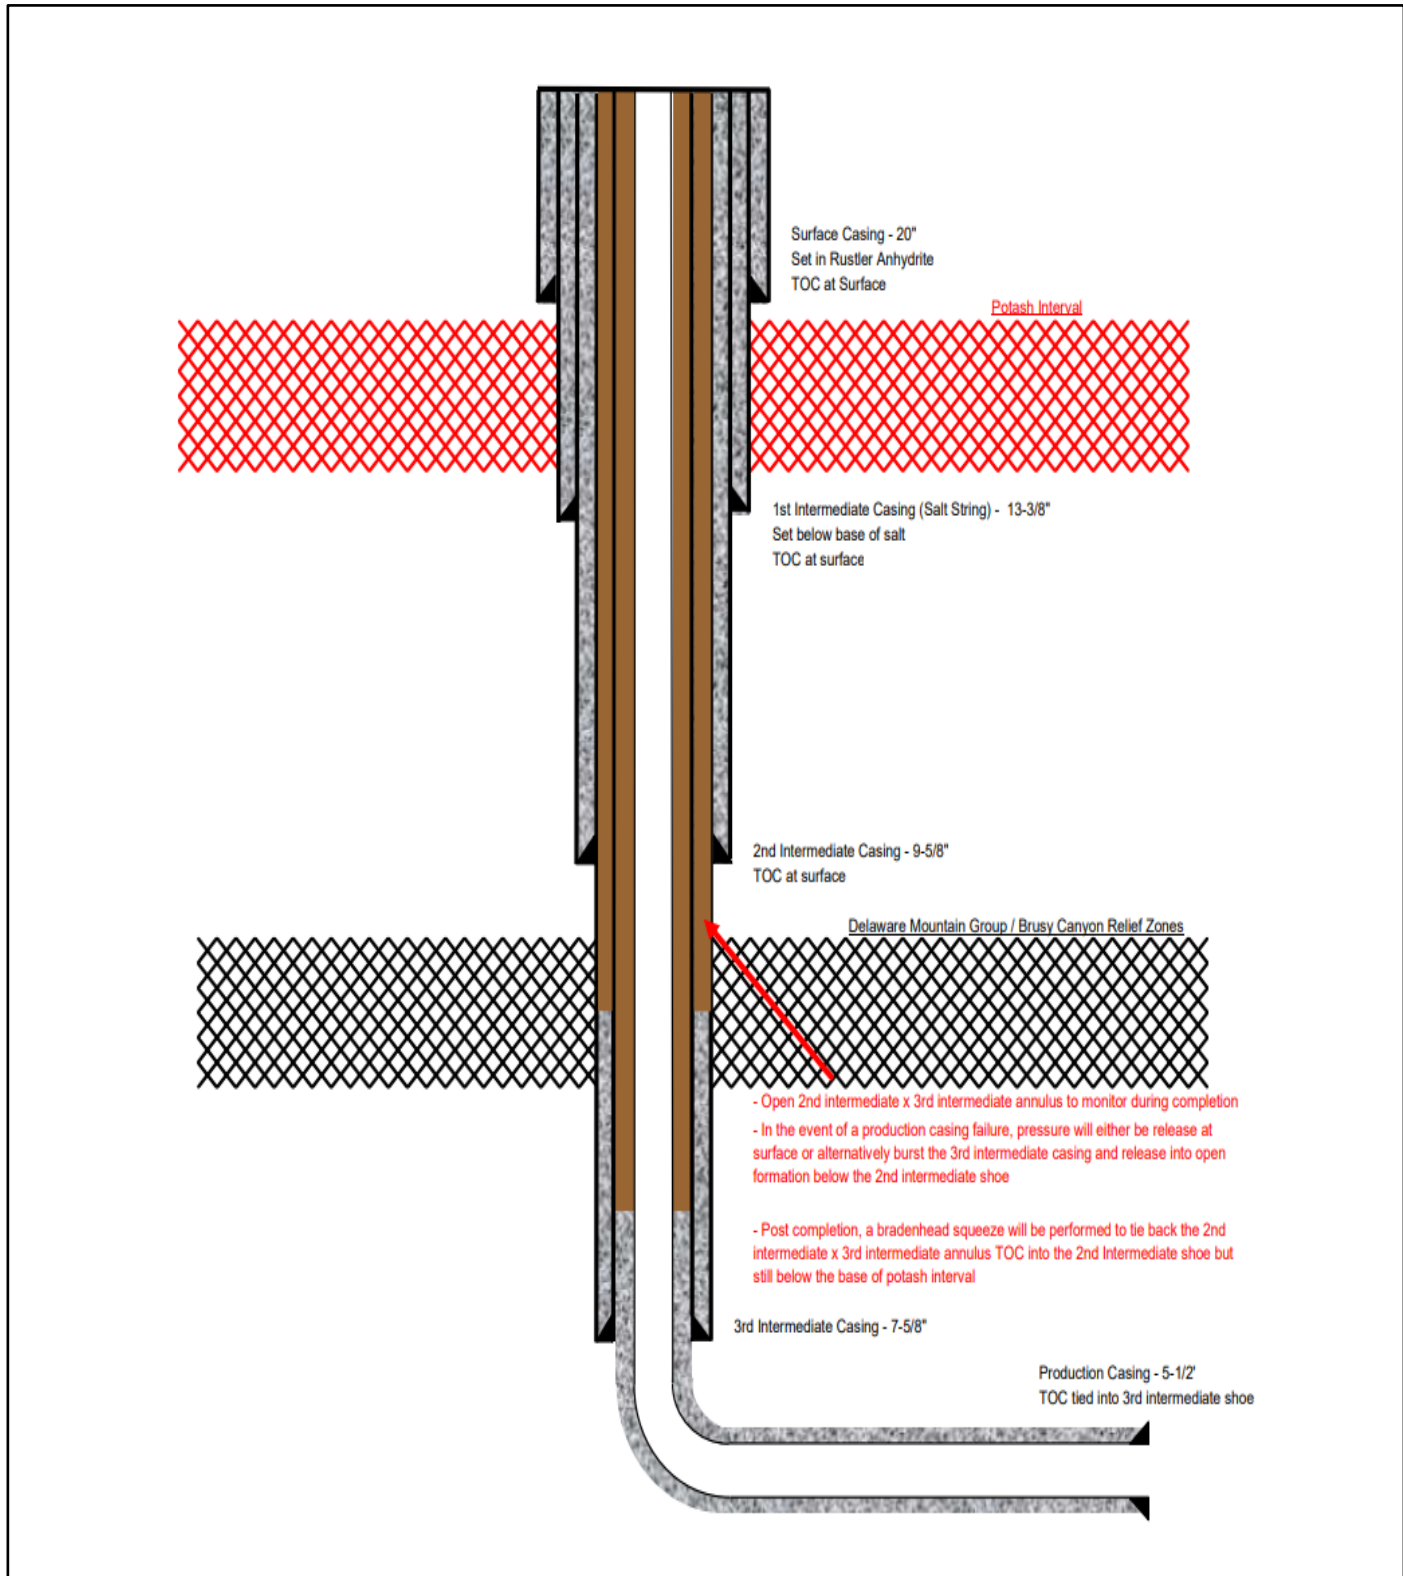 Surface Casing - 20"
Set in Rustler Anhydrite
TOC at Surface
Potash Interval
1st Intermediate Casing (Salt String) - 13-3/8"
Set below base of salt
TOC at surface
2nd Intermediate Casing - 9-5/8"
TOC at surface
Delaware Mountain Group / Brusy Canyon Relief Zones
- Open 2nd intermediate x 3rd intermediate annulus to monitor during completion
- In the event of a production casing failure, pressure will either be release at
surface or alternatively burst the 3rd intermediate casing and release into open
formation below the 2nd intermediate shoe
- Post completion, a bradenhead squeeze will be performed to tie back the 2nd
intermediate x 3rd intermediate annulus TOC into the 2nd Intermediate shoe but
still below the base of potash interval
3rd Intermediate Casing - 7-5/8"
Production Casing - 5-1/2'
TOC tied into 3rd intermediate shoe